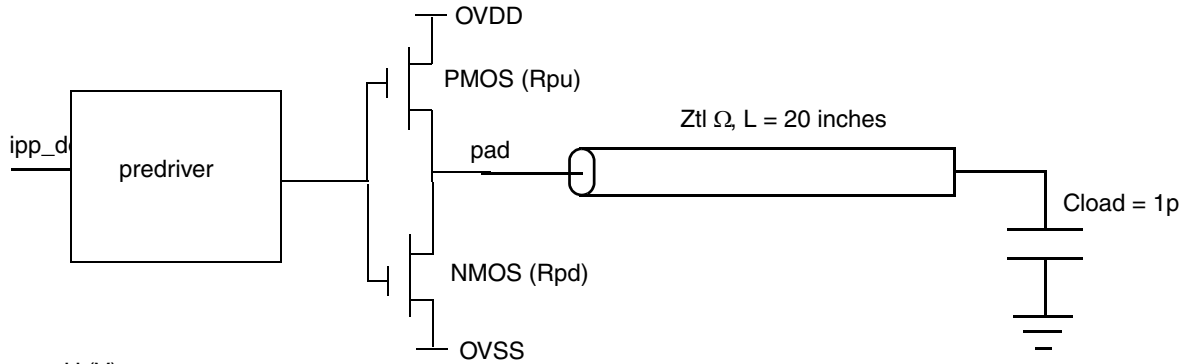 OVDD
PMOS (Rpu)
Ztl Ω, L = 20 inches
predriver
pad
Cload = 1p
NMOS (Rpd)
OVSS